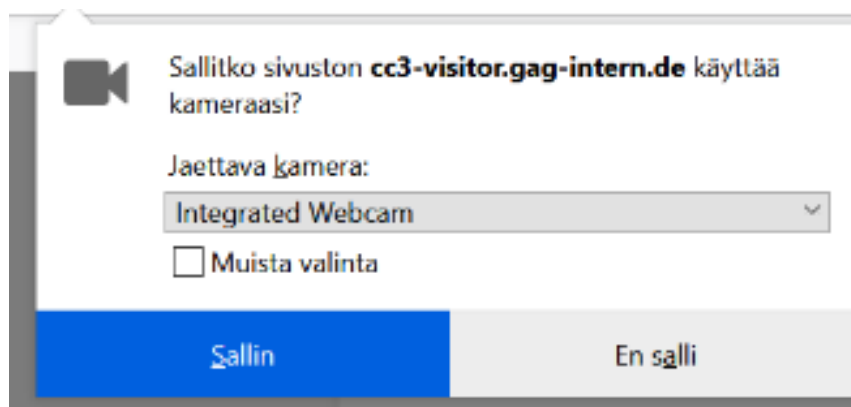 Sallitko sivuston cc3-visitor.gag-intern.de käyttää
kameraasi?
Jaettava kamera:
Integrated Webcam
Muista valinta
Sallin
En salli